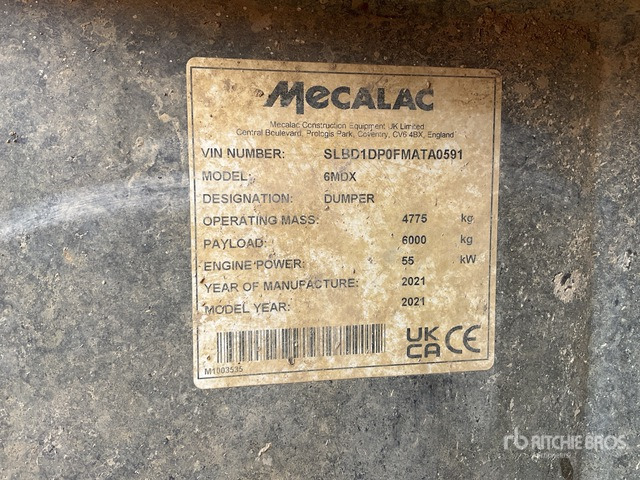 MECALAC
Mecalac Construction Equipment UK Limited
Central Boulevard, Prologis Park, Coventry, CV6 4BX, England
VIN NUMBER: SLBD1DP0FMATA0591
MODEL: 6MDX
DESIGNATION: DUMPER
OPERATING MASS: 4775 kg
PAYLOAD: 6000 kg
ENGINE POWER: 55 kW
YEAR OF MANUFACTURE: 2021
MODEL YEAR: 2021
UK
CA CE
M1003535
rb RITCHIE BROS.
Auctioneers